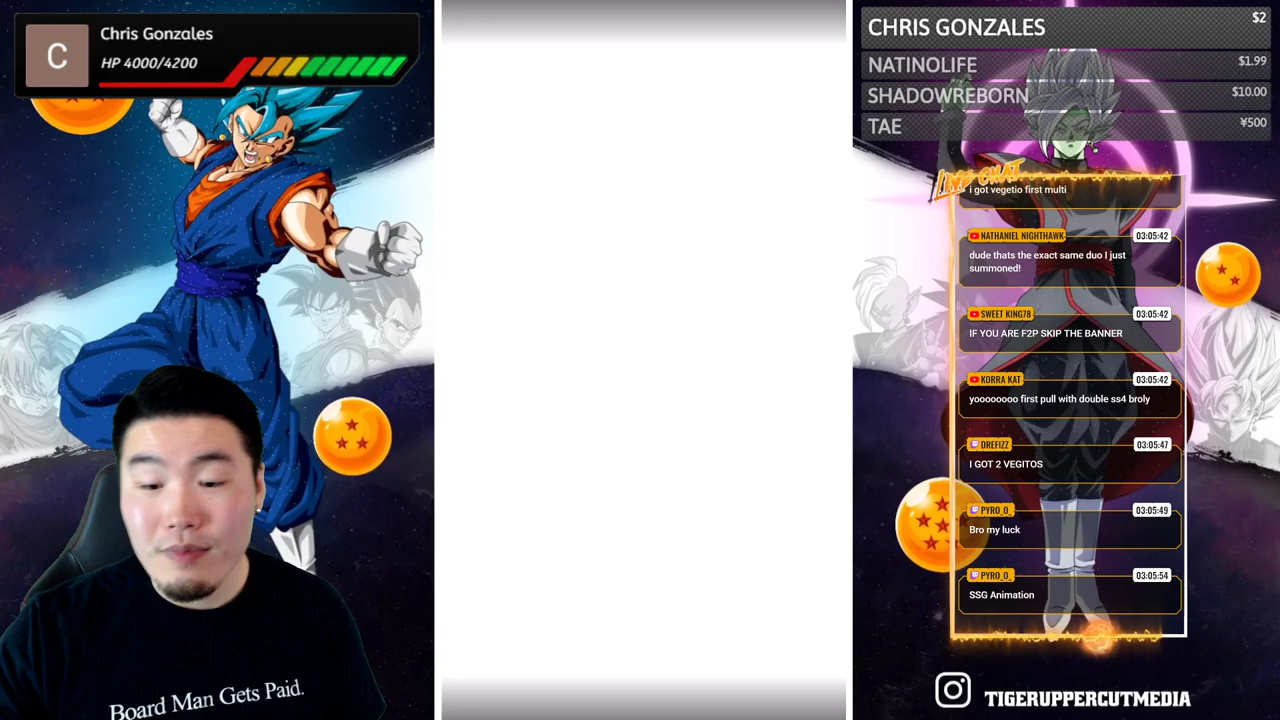 C
Chris Gonzales
HP 4000/4200
Board Man Gets Paid.
CHRIS GONZALES $2
NATINOLIFE $1.99
SHADOWREBORN $10.00
TAE ¥500
LIVE CHAT
i got vegetio first multi
NATHANIEL NIGHTHAWK 03:05:42
dude thats the exact same duo I just
summoned!
SWEET KING78 03:05:42
IF YOU ARE F2P SKIP THE BANNER
KORRA KAT 03:05:42
yoooooooo first pull with double ss4 broly
DREFIZZ 03:05:47
I GOT 2 VEGITOS
PYRO_O_ 03:05:49
Bro my luck
PYRO_O_ 03:05:54
SSG Animation
TIGERUPPERCUTMEDIA